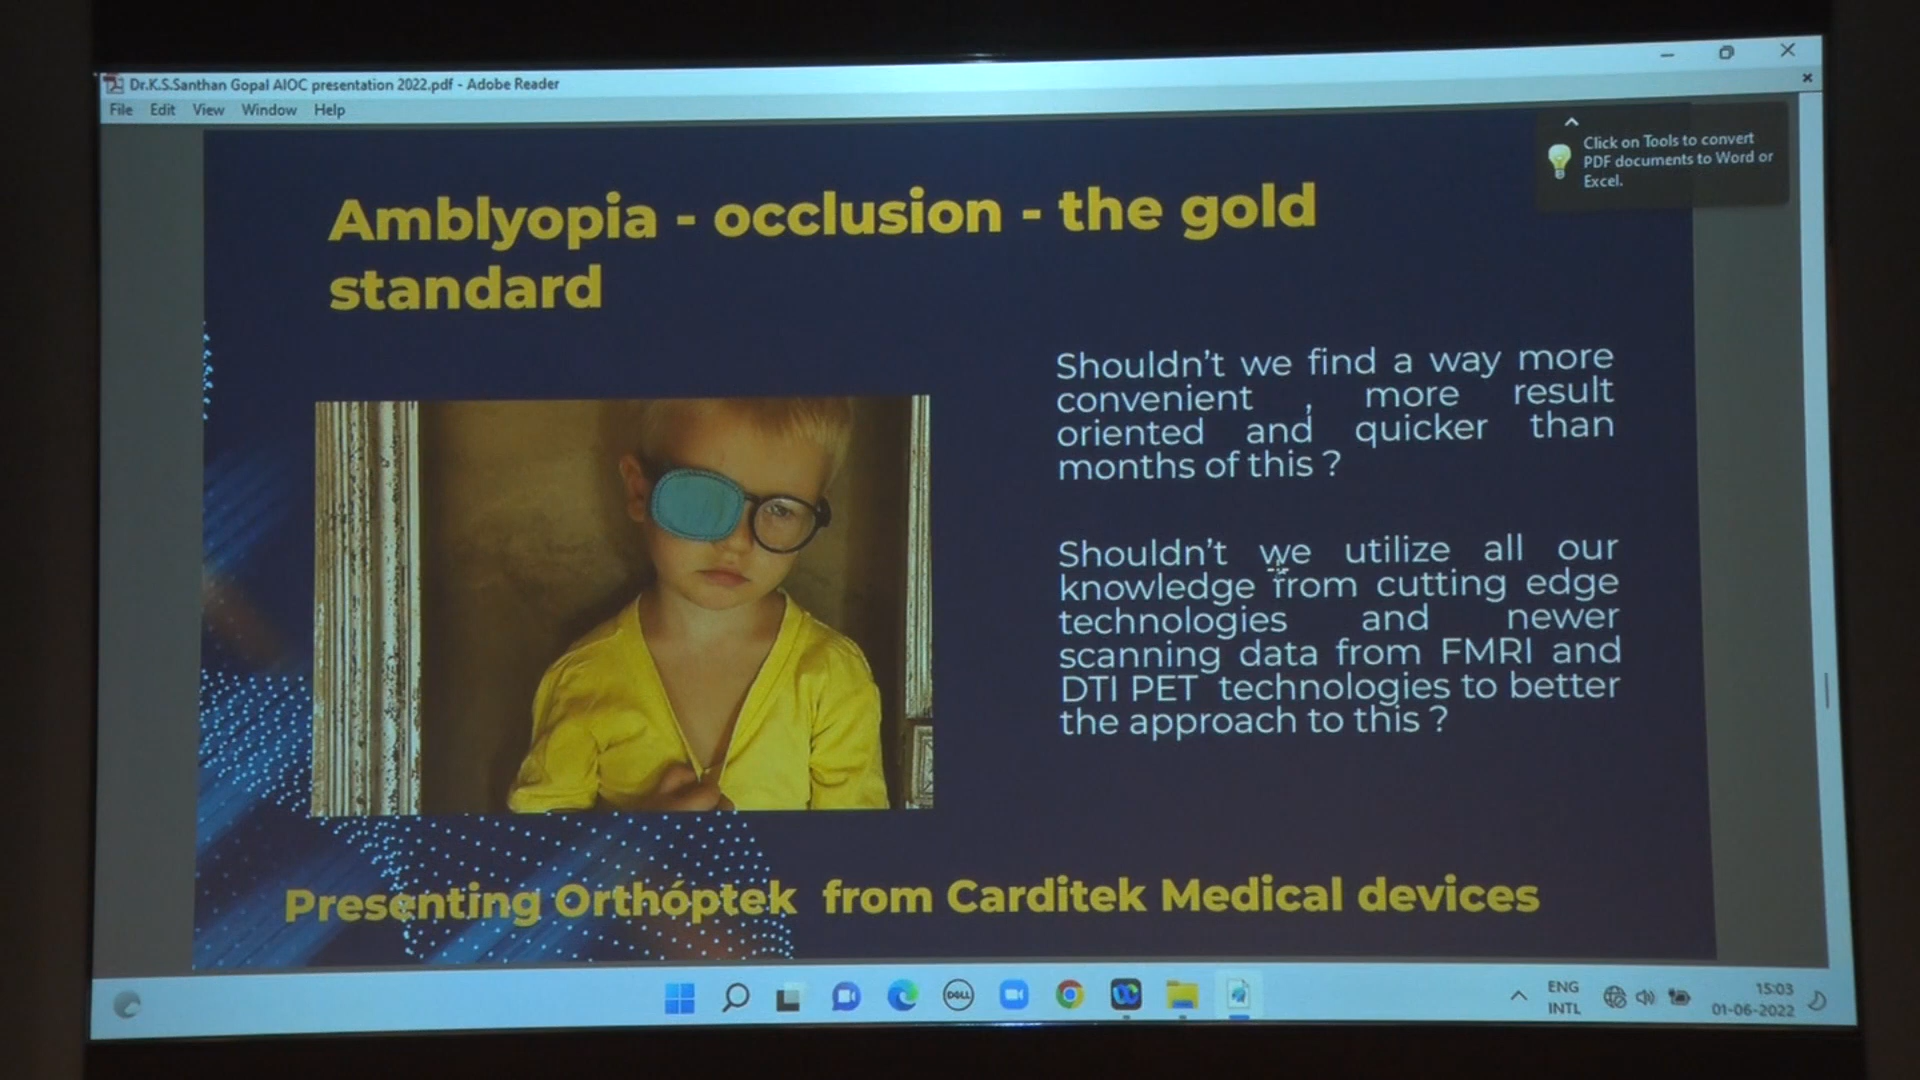 Dr.K.S.Santhan Gopal AIOC presentation 2022.pdf - Adobe Reader
File Edit View Window Help
Click on Tools to convert
PDF documents to Word or
Excel.
Amblyopia - occlusion - the gold
standard
Shouldn't we find a way more
convenient , more result
oriented and quicker than
months of this ?
Shouldn't we utilize all our
knowledge from cutting edge
technologies and newer
scanning data from FMRI and
DTI PET technologies to better
the approach to this ?
Presenting Orthóptek from Carditek Medical devices
DELL
ENG
INTL
15:03
01-06-2022